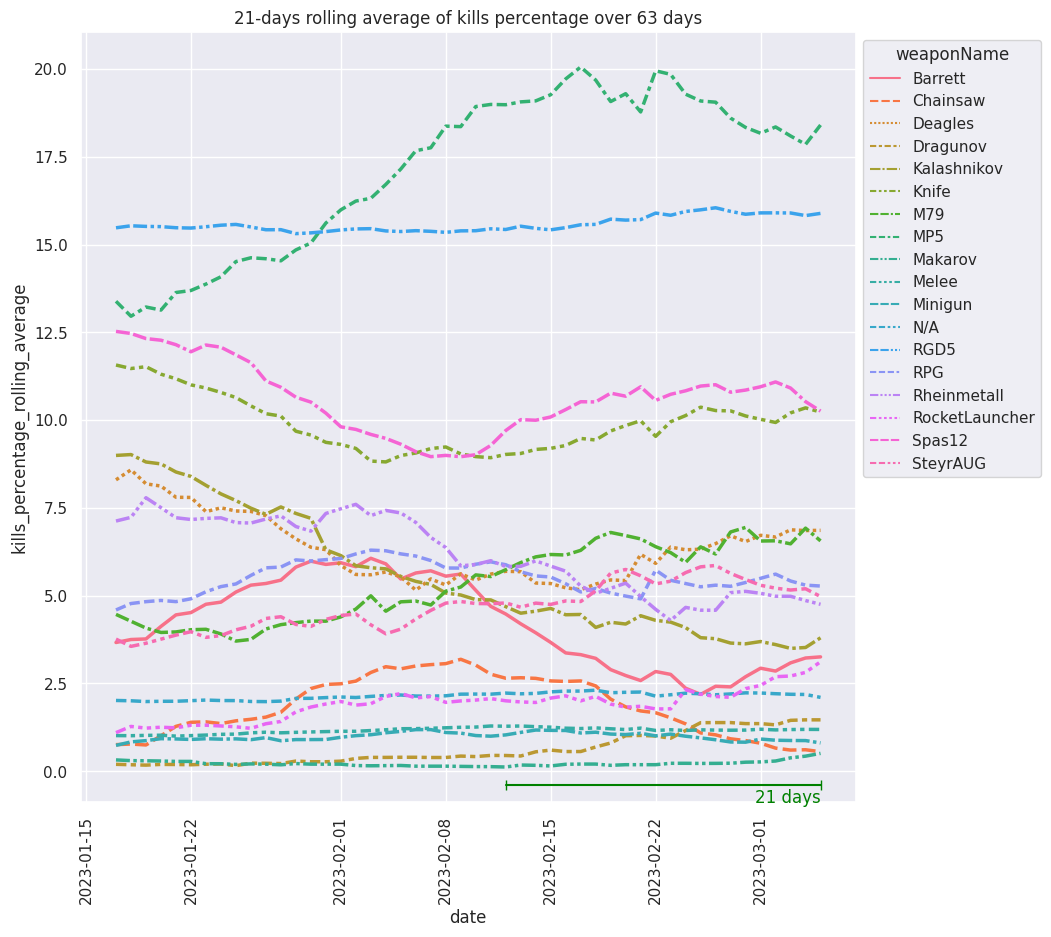 21-days rolling average of kills percentage over 63 days
kills_percentage_rolling_average
20.0
17.5
15.0
12.5
10.0
7.5
5.0
2.5
0.0
21 days
2023-01-15
2023-01-22
2023-02-01
2023-02-08
2023-02-15
2023-02-22
2023-03-01
date
weaponName
Barrett
Chainsaw
Deagles
Dragunov
Kalashnikov
Knife
M79
MP5
Makarov
Melee
Minigun
N/A
RGD5
RPG
Rheinmetall
RocketLauncher
Spas12
SteyrAUG